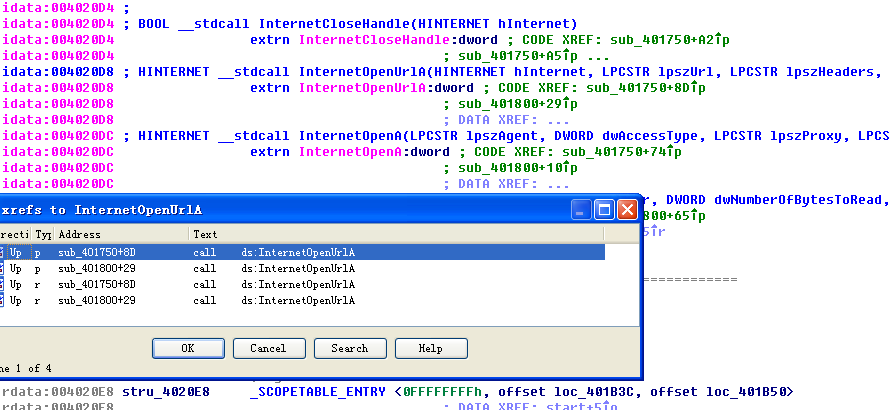 idata:004020D4 ;
idata:004020D4 ; BOOL __stdcall InternetCloseHandle(HINTERNET hInternet)
idata:004020D4 extrn InternetCloseHandle:dword ; CODE XREF: sub_401750+A2↑p
idata:004020D4 ; sub_401750+A5↑p ...
idata:004020D8 ; HINTERNET __stdcall InternetOpenUrlA(HINTERNET hInternet, LPCSTR lpszUrl, LPCSTR lpszHeaders,
idata:004020D8 extrn InternetOpenUrlA:dword ; CODE XREF: sub_401750+8D↑p
idata:004020D8 ; sub_401800+29↑p
idata:004020D8 ; DATA XREF: ...
idata:004020DC ; HINTERNET __stdcall InternetOpenA(LPCSTR lpszAgent, DWORD dwAccessType, LPCSTR lpszProxy, LPCS
idata:004020DC extrn InternetOpenA:dword ; CODE XREF: sub_401750+74↑p
idata:004020DC ; sub_401800+10↑p
idata:004020DC ; DATA XREF: ...
r, DWORD dwNumberOfBytesToRead,
800+65↑p
5↑r
============
xrefs to InternetOpenUrlA
recti Typ Address Text
Up p sub_401750+8D call ds:InternetOpenUrlA
Up p sub_401800+29 call ds:InternetOpenUrlA
Up r sub_401750+8D call ds:InternetOpenUrlA
Up r sub_401800+29 call ds:InternetOpenUrlA
OK Cancel Search Help
ne 1 of 4
rdata:004020E8 stru_4020E8 _SCOPETABLE_ENTRY <0FFFFFFFFh, offset loc_401B3C, offset loc_401B50>
rdata:004020E8 ; DATA XREF: start+5↑o